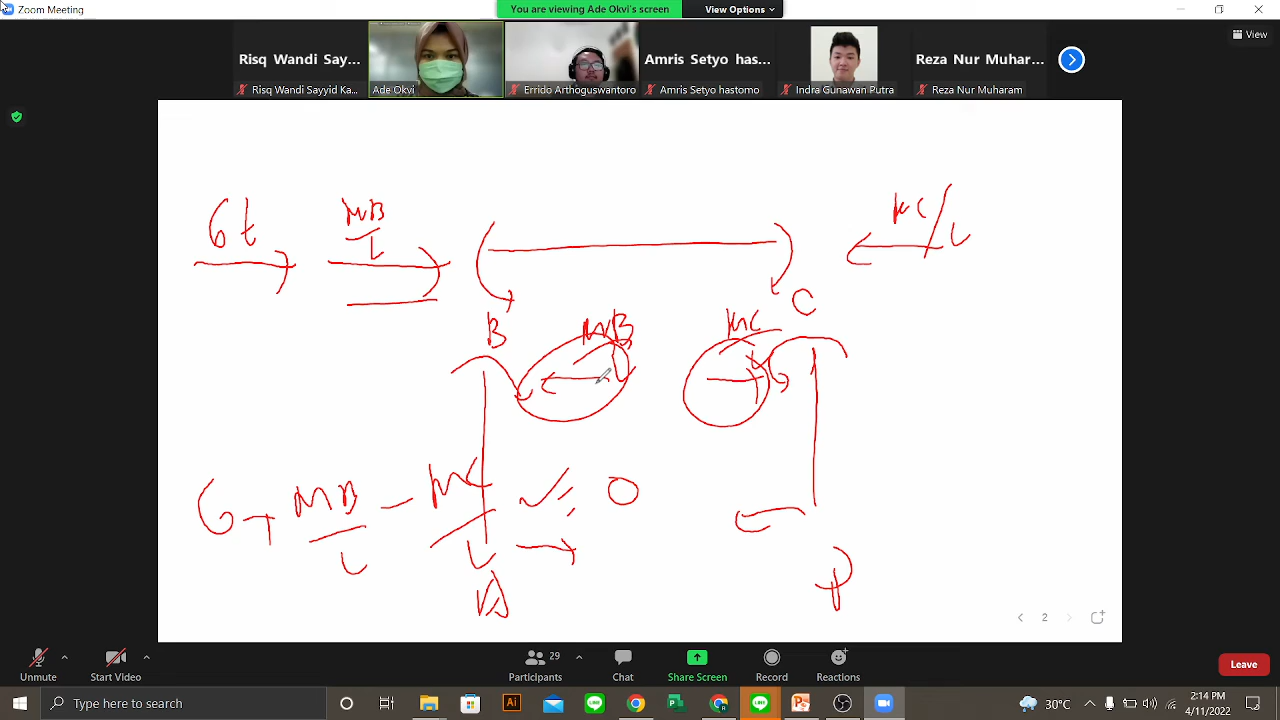 Zoom Meeting
You are viewing Ade Okvi's screen
View Options
View
Risq Wandi Say...
Amris Setyo has...
Reza Nur Muhar...
Risq Wandi Sayyid Ka...
Ade Okvi
Errido Arthoguswantoro
Amris Setyo hastomo
Indra Gunawan Putra
Reza Nur Muharam
6t
MB
L
MC/L
B
MB
L
MC
L
C
6 + MB/L - MC/L = 0
A
2
Unmute
Start Video
29
Participants
Chat
Share Screen
Record
Reactions
Leave
Type here to search
Ai
30°C
2:14 PM
4/11/2022